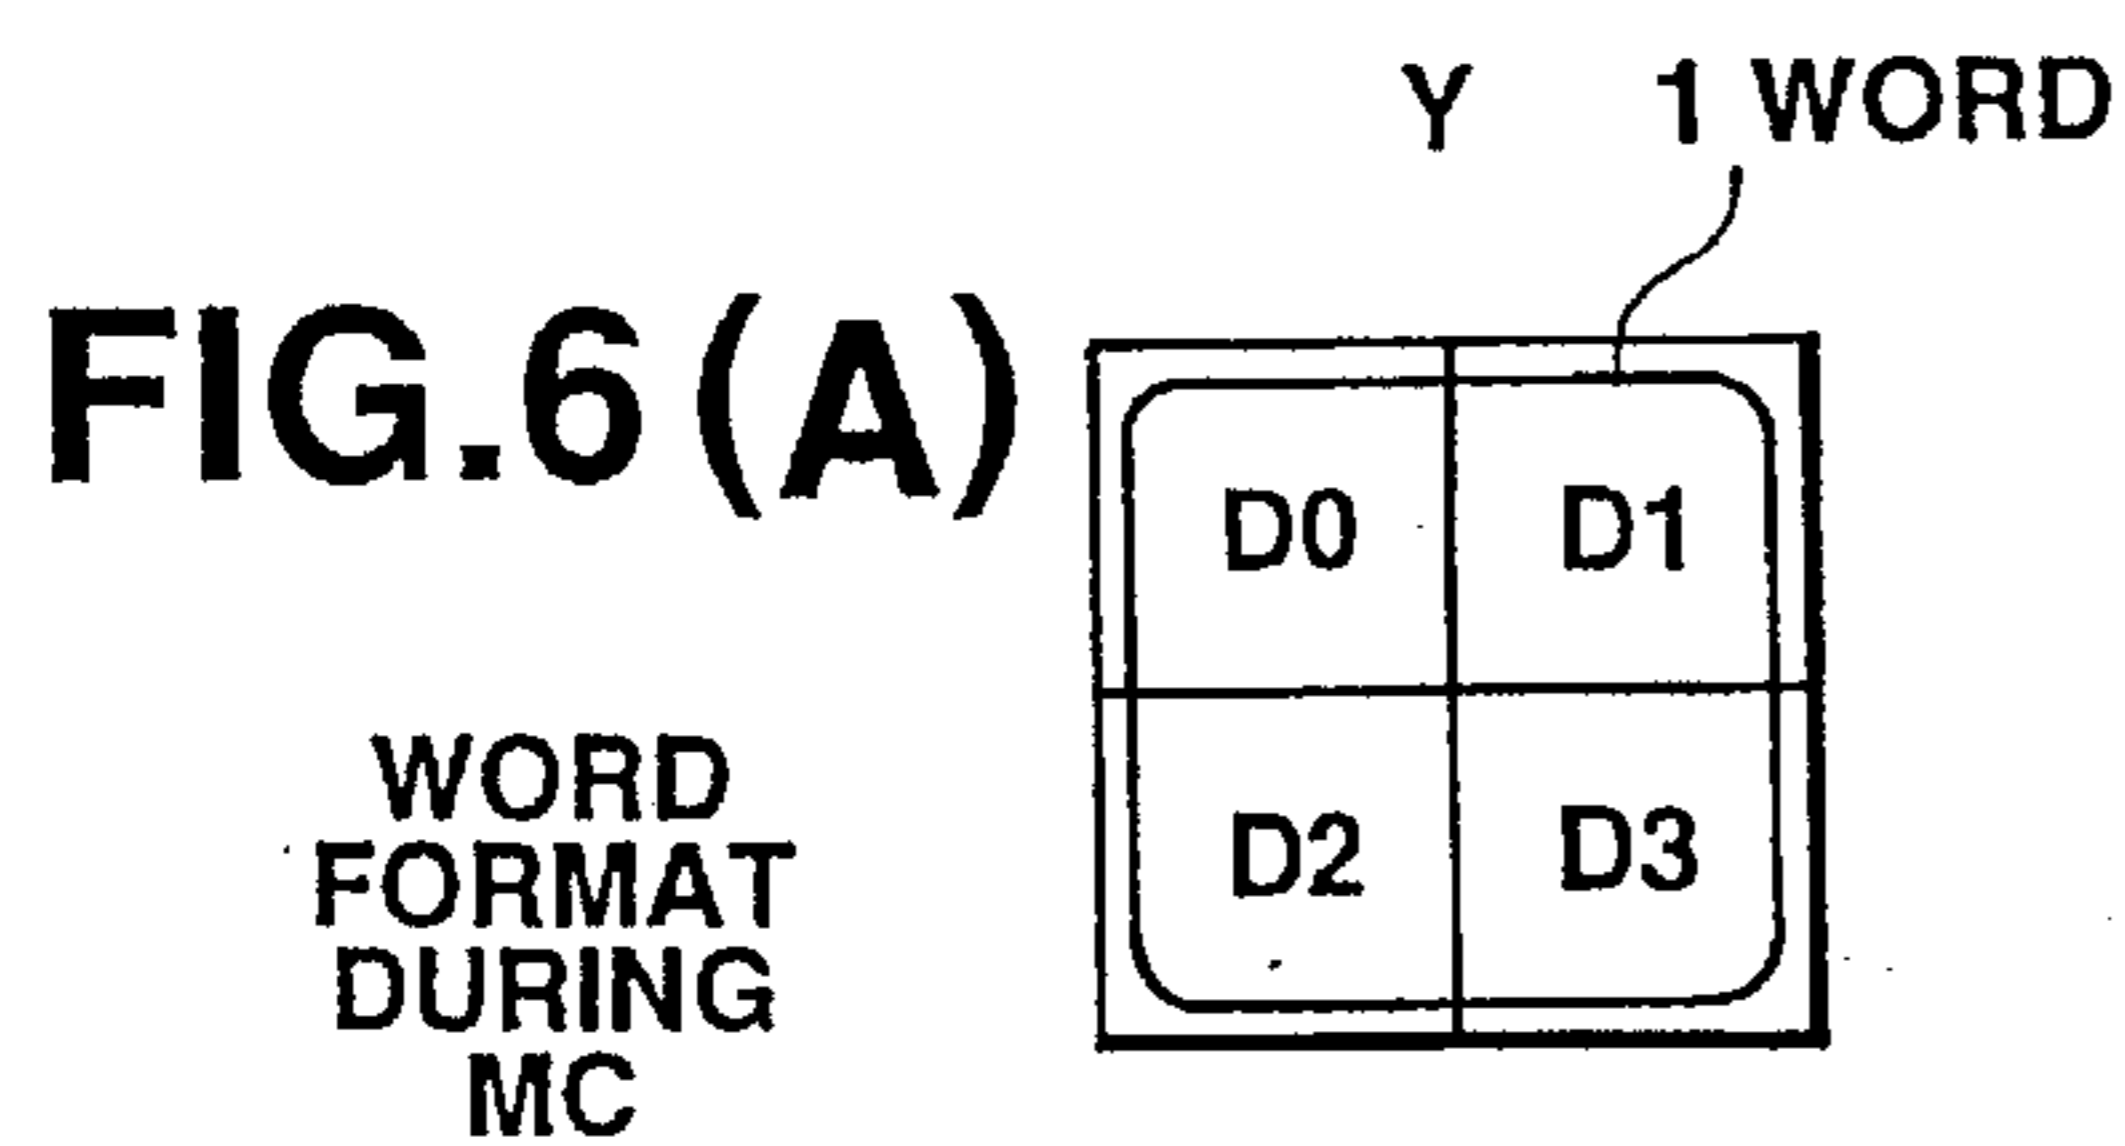 Y 1 WORD
FIG.6(A)
D0 D1
D2 D3
WORD
FORMAT
DURING
MC